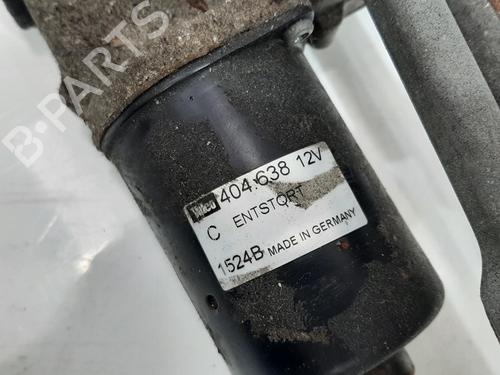 B-PARTS
Valeo 404.638 12V
C ENTSTÖRT
1524B MADE IN GERMANY